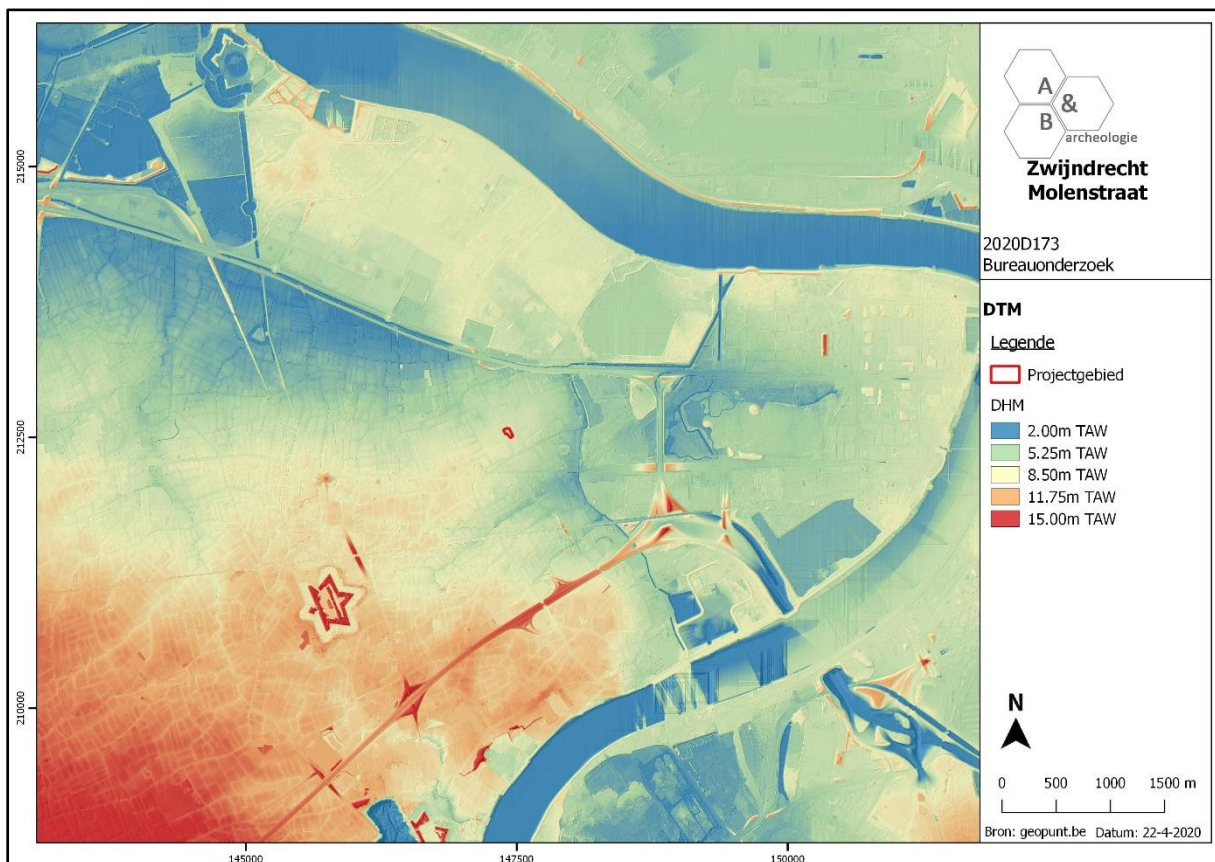 A
&
B
archeologie
Zwijndrecht
Molenstraat
2020D173
Bureauonderzoek
DTM
Legende
Projectgebied
DHM
2.00m TAW
5.25m TAW
8.50m TAW
11.75m TAW
15.00m TAW
N
0 500 1000 1500 m
Bron: geopunt.be Datum: 22-4-2020
215000
212500
210000
145000 147500 150000